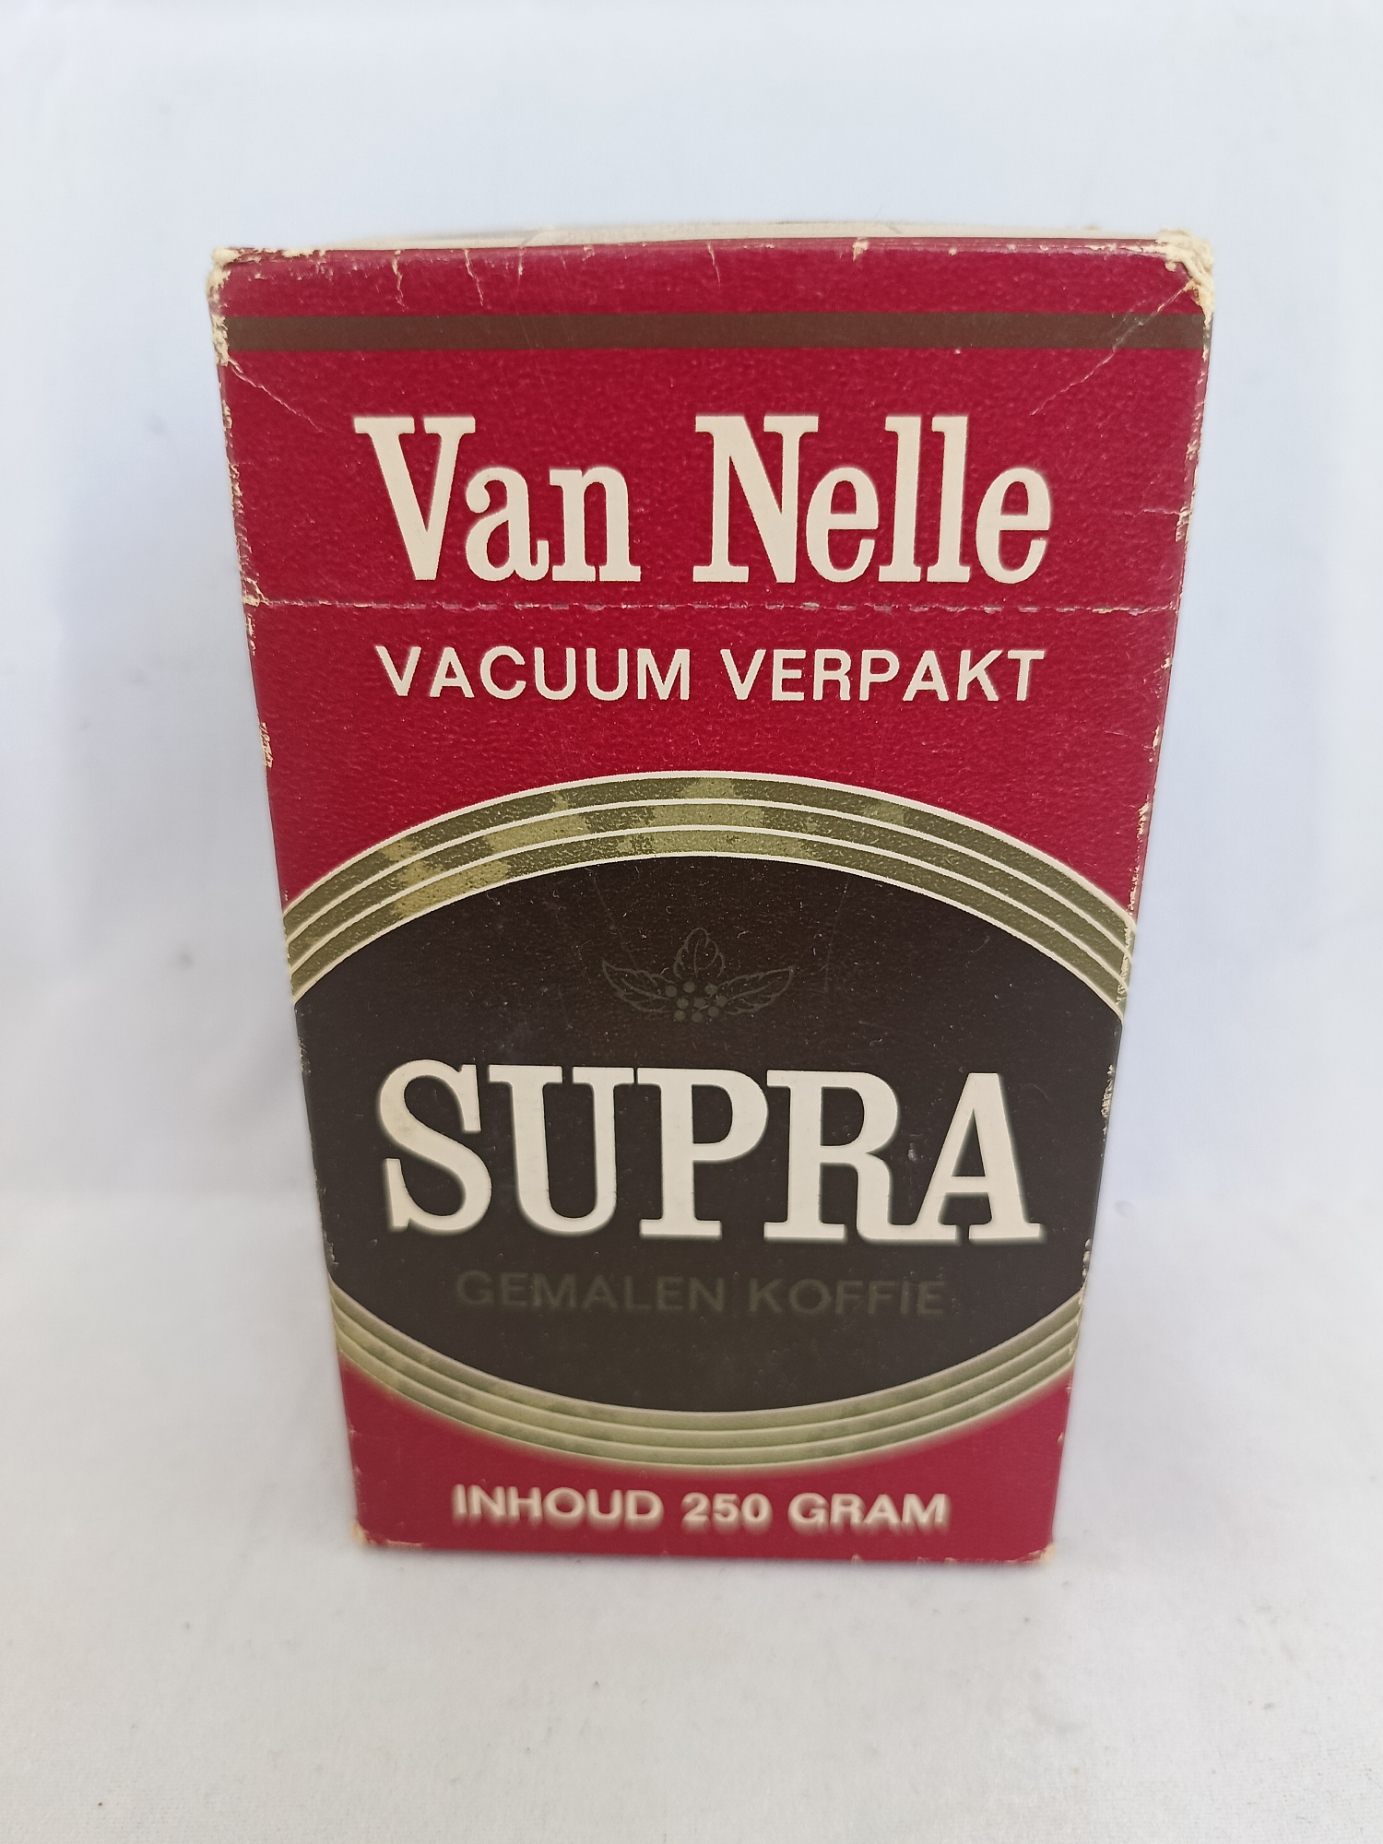 Van Nelle
VACUUM VERPAKT
SUPRA
GEMALEN KOFFIE
INHOUD 250 GRAM